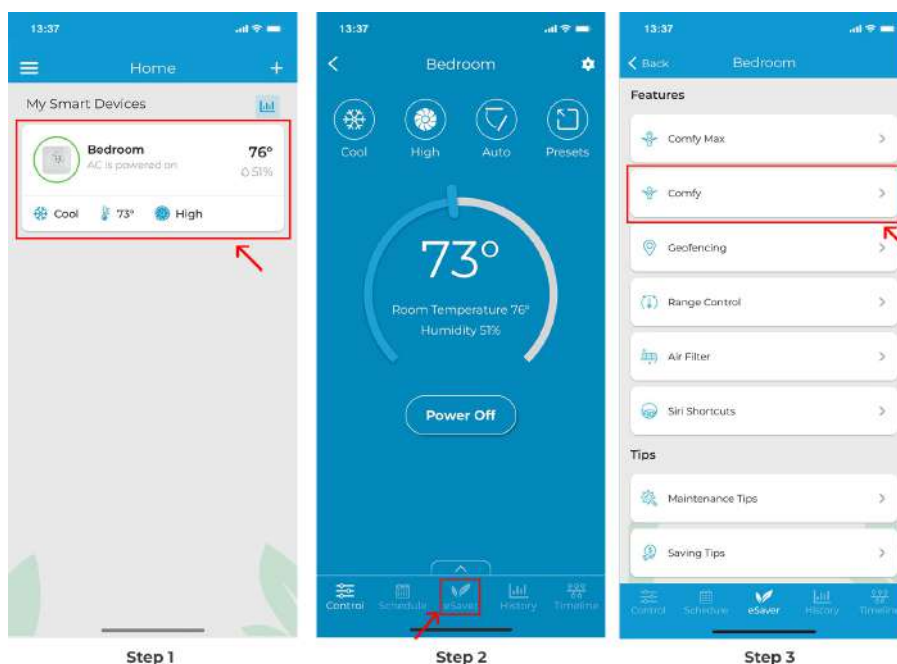 13:37
Home
My Smart Devices
Bedroom
AC is powered on
76°
51%
Cool
73°
High
Step 1
13:37
Bedroom
Cool
High
Auto
Presets
73°
Room Temperature 76°
Humidity 51%
Power Off
Control
Schedule
eSaver
History
Timeline
Step 2
13:37
Back
Bedroom
Features
Comfy Max
Comfy
Geofencing
Range Control
Air Filter
Siri Shortcuts
Tips
Maintenance Tips
Saving Tips
Control
Schedule
eSaver
History
Timeline
Step 3